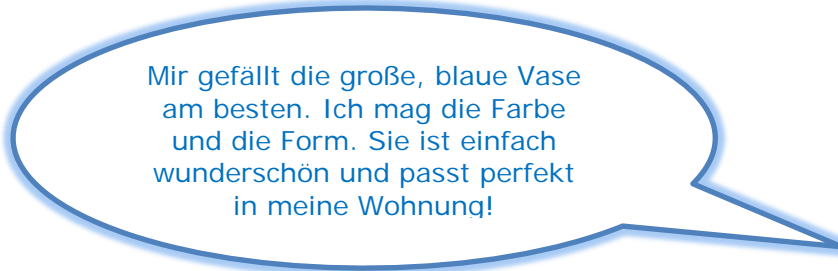 Mir gefällt die große, blaue Vase
am besten. Ich mag die Farbe
und die Form. Sie ist einfach
wunderschön und passt perfekt
in meine Wohnung!